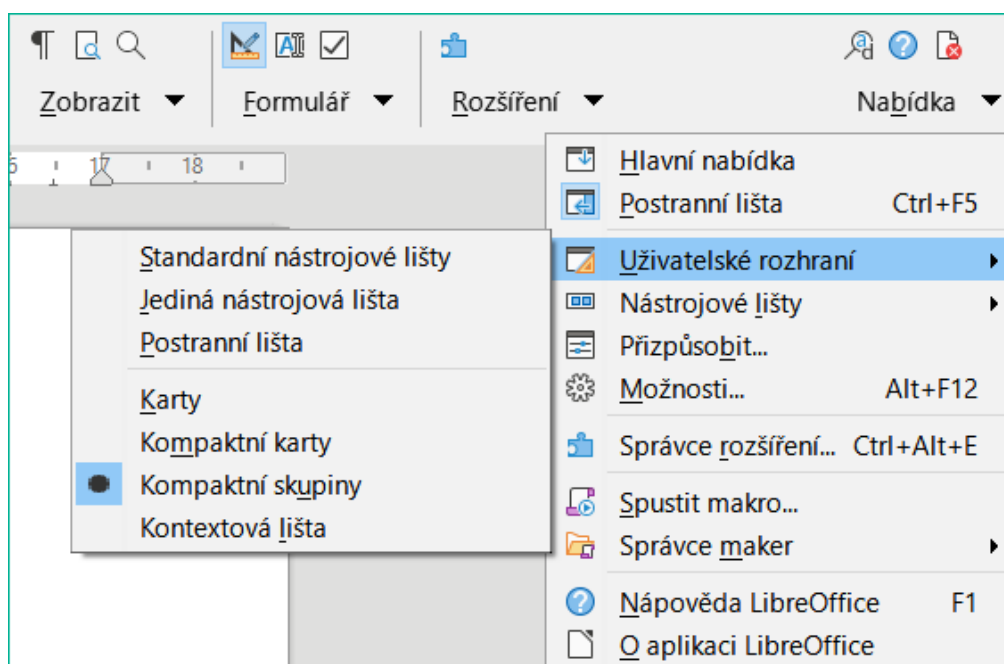 Zobrazit
Formulář
Rozšíření
Nabídka
17 18
Hlavní nabídka
Postranní lišta Ctrl+F5
Uživatelské rozhraní
Nástrojové lišty
Přizpůsobit...
Možnosti... Alt+F12
Správce rozšíření... Ctrl+Alt+E
Spustit makro...
Správce maker
Nápověda LibreOffice F1
O aplikaci LibreOffice
Standardní nástrojové lišty
Jediná nástrojová lišta
Postranní lišta
Karty
Kompaktní karty
Kompaktní skupiny
Kontextová lišta